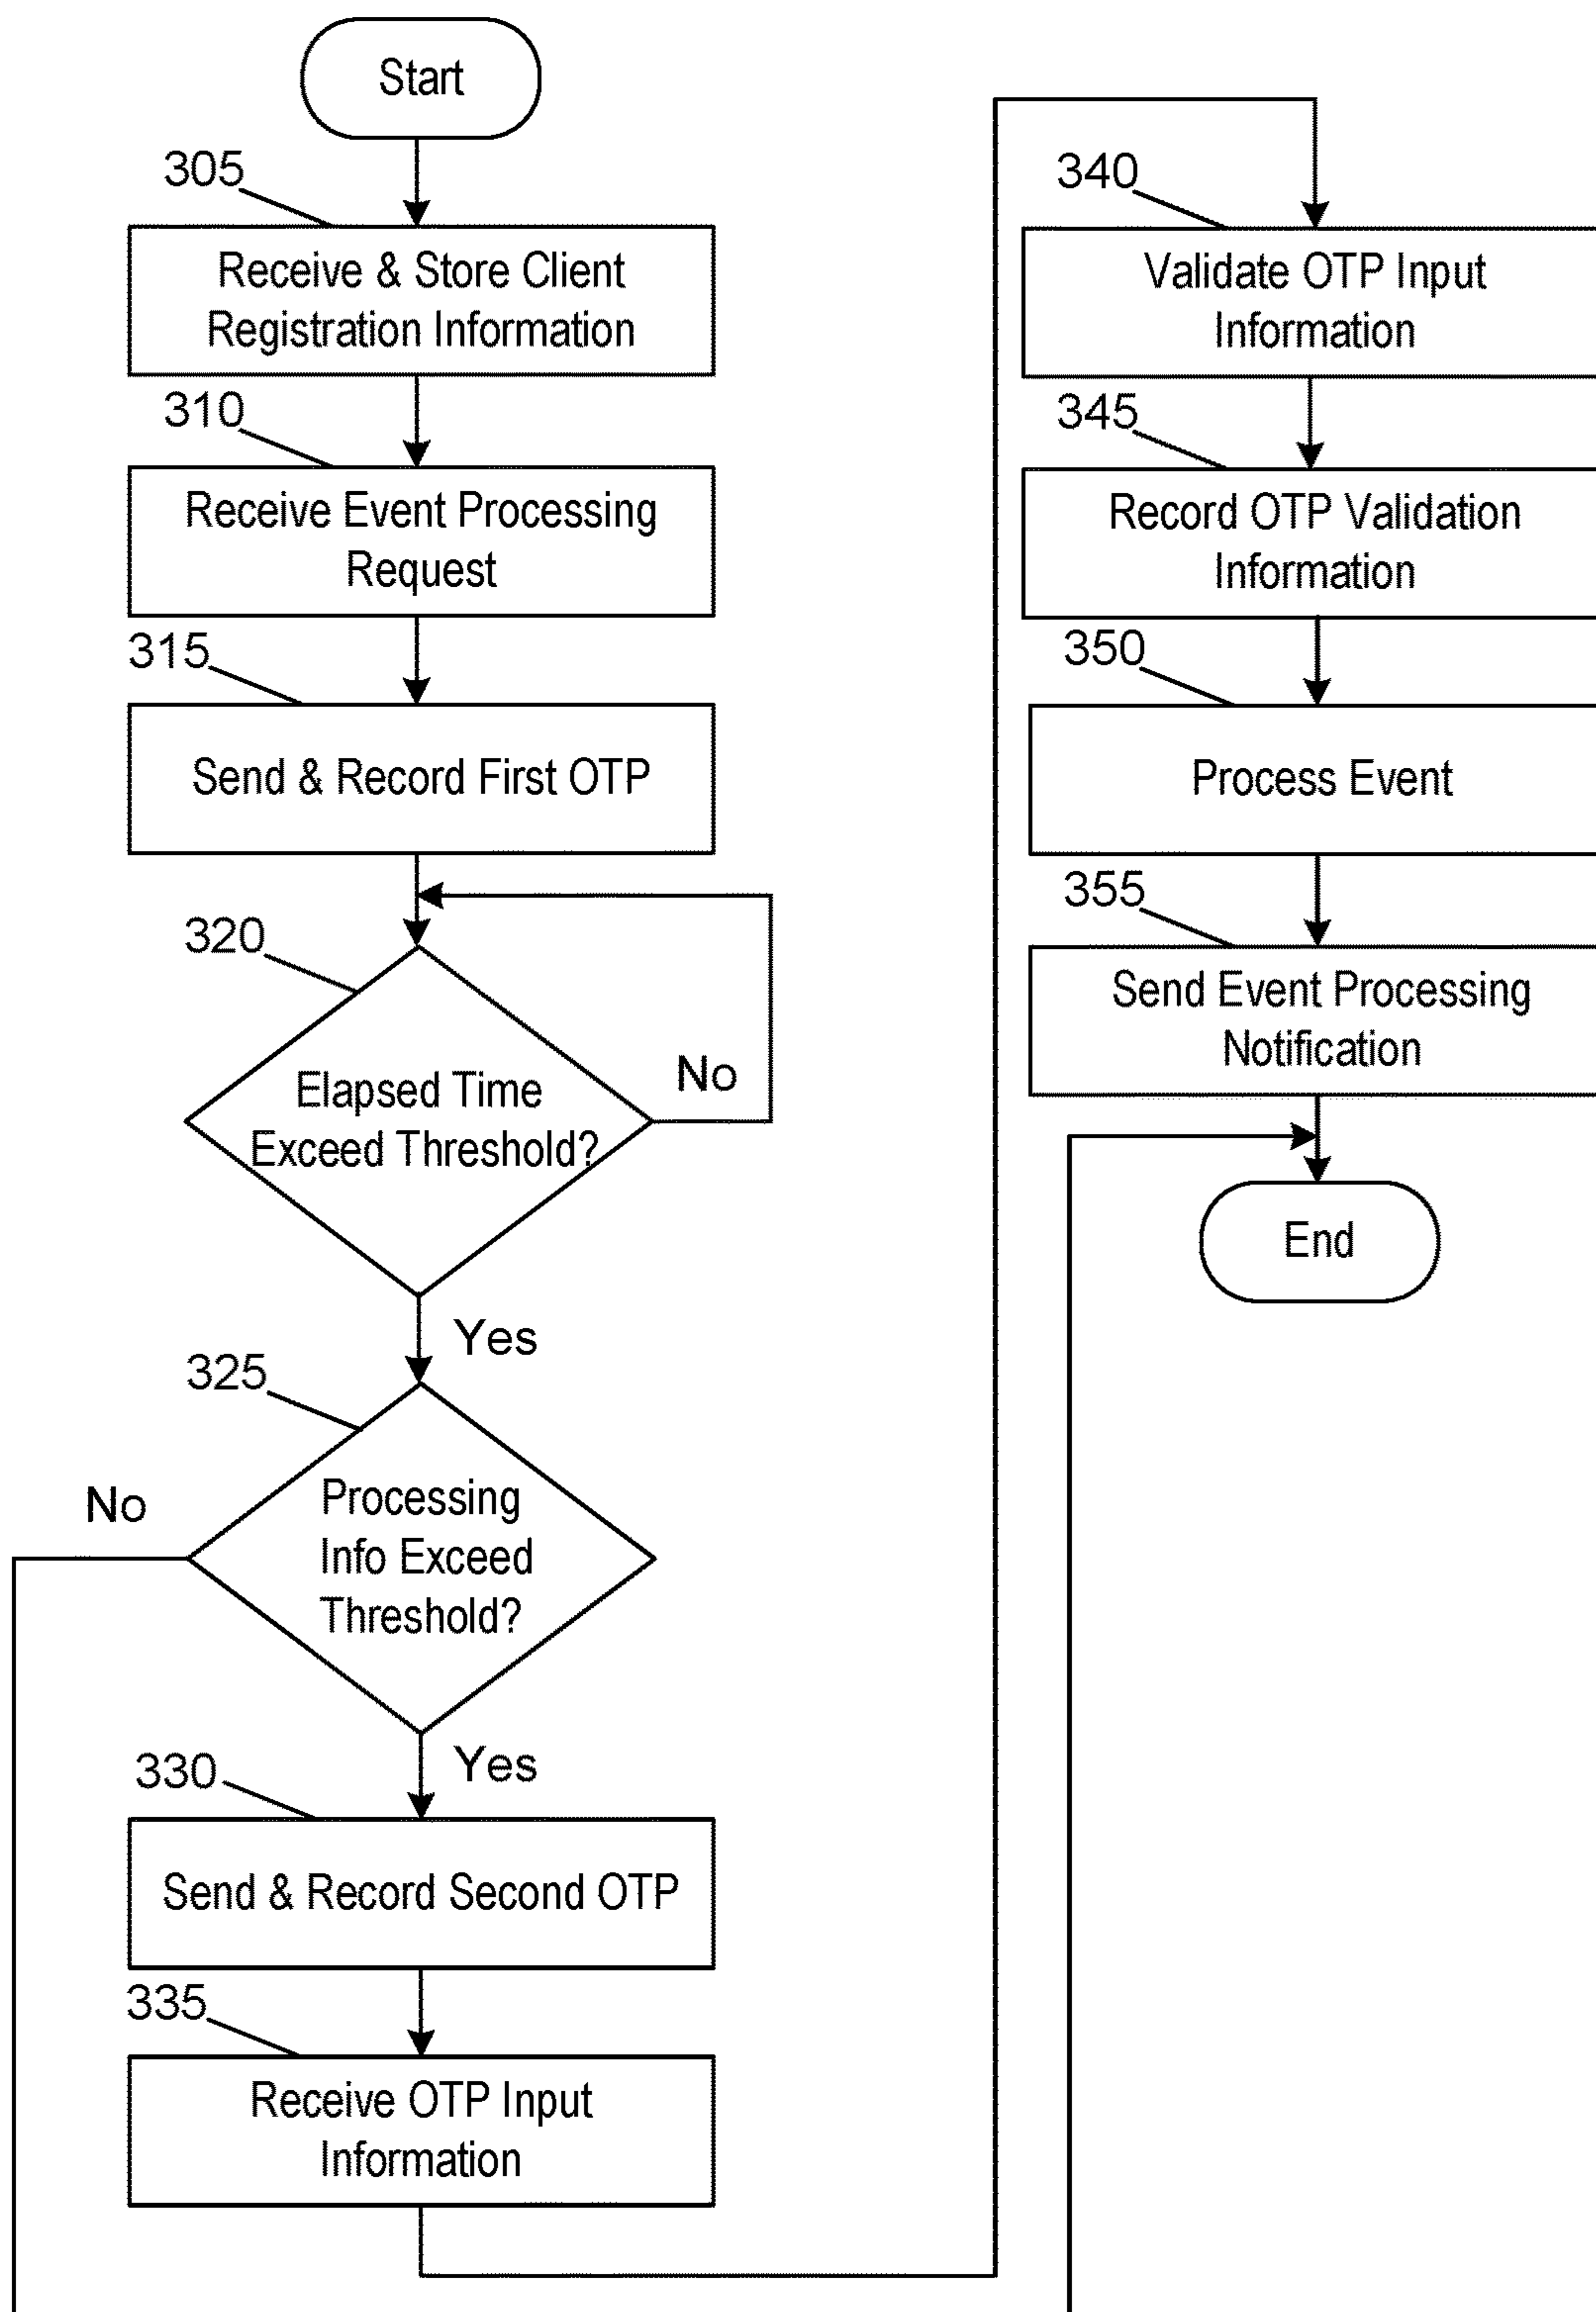 Start
305
Receive & Store Client
Registration Information
310
Receive Event Processing
Request
315
Send & Record First OTP
320
Elapsed Time
Exceed Threshold?
No
Yes
325
Processing
Info Exceed
Threshold?
No
Yes
330
Send & Record Second OTP
335
Receive OTP Input
Information
340
Validate OTP Input
Information
345
Record OTP Validation
Information
350
Process Event
355
Send Event Processing
Notification
End